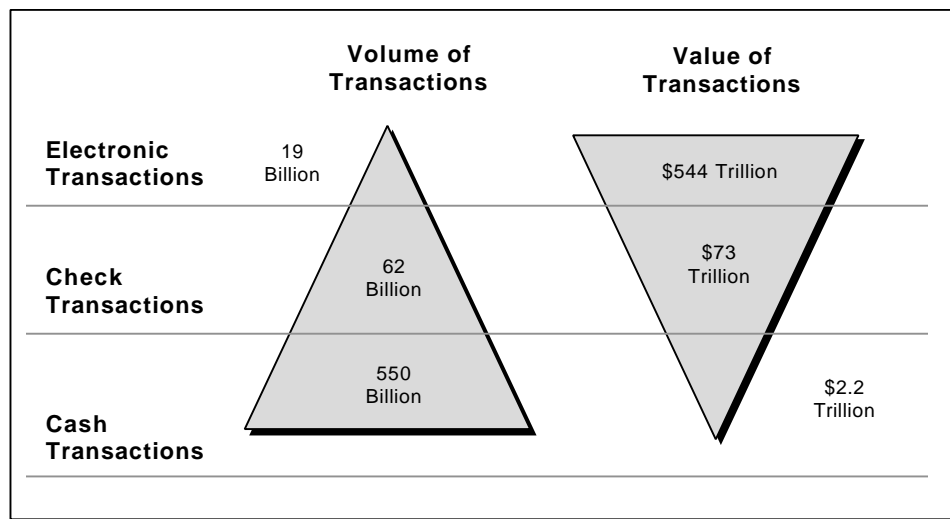 Volume of
Transactions
Value of
Transactions
Electronic
Transactions
19
Billion
$544 Trillion
Check
Transactions
62
Billion
$73
Trillion
Cash
Transactions
550
Billion
$2.2
Trillion